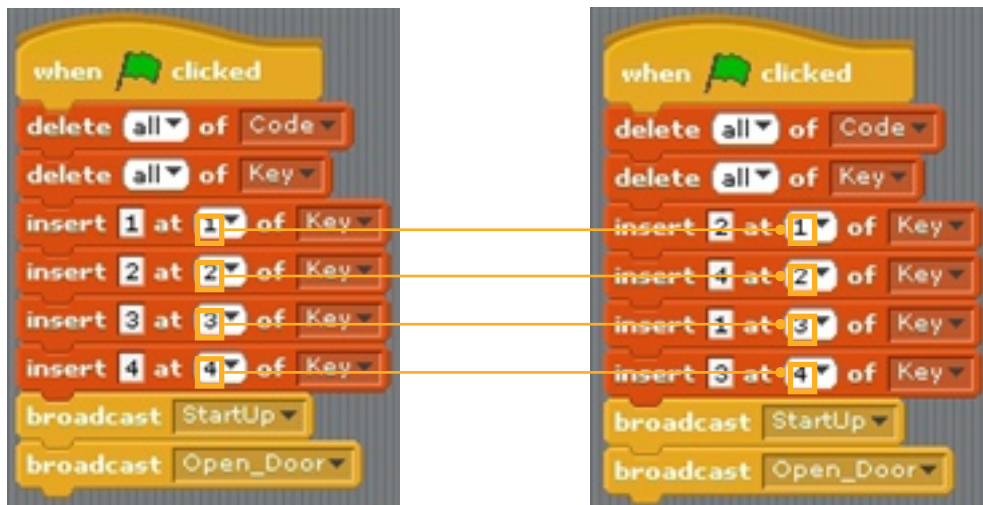 when clicked
delete all of Code
delete all of Key
insert 1 at 1 of Key
insert 2 at 2 of Key
insert 3 at 3 of Key
insert 4 at 4 of Key
broadcast StartUp
broadcast Open_Door
when clicked
delete all of Code
delete all of Key
insert 2 at 1 of Key
insert 4 at 2 of Key
insert 1 at 3 of Key
insert 3 at 4 of Key
broadcast StartUp
broadcast Open_Door